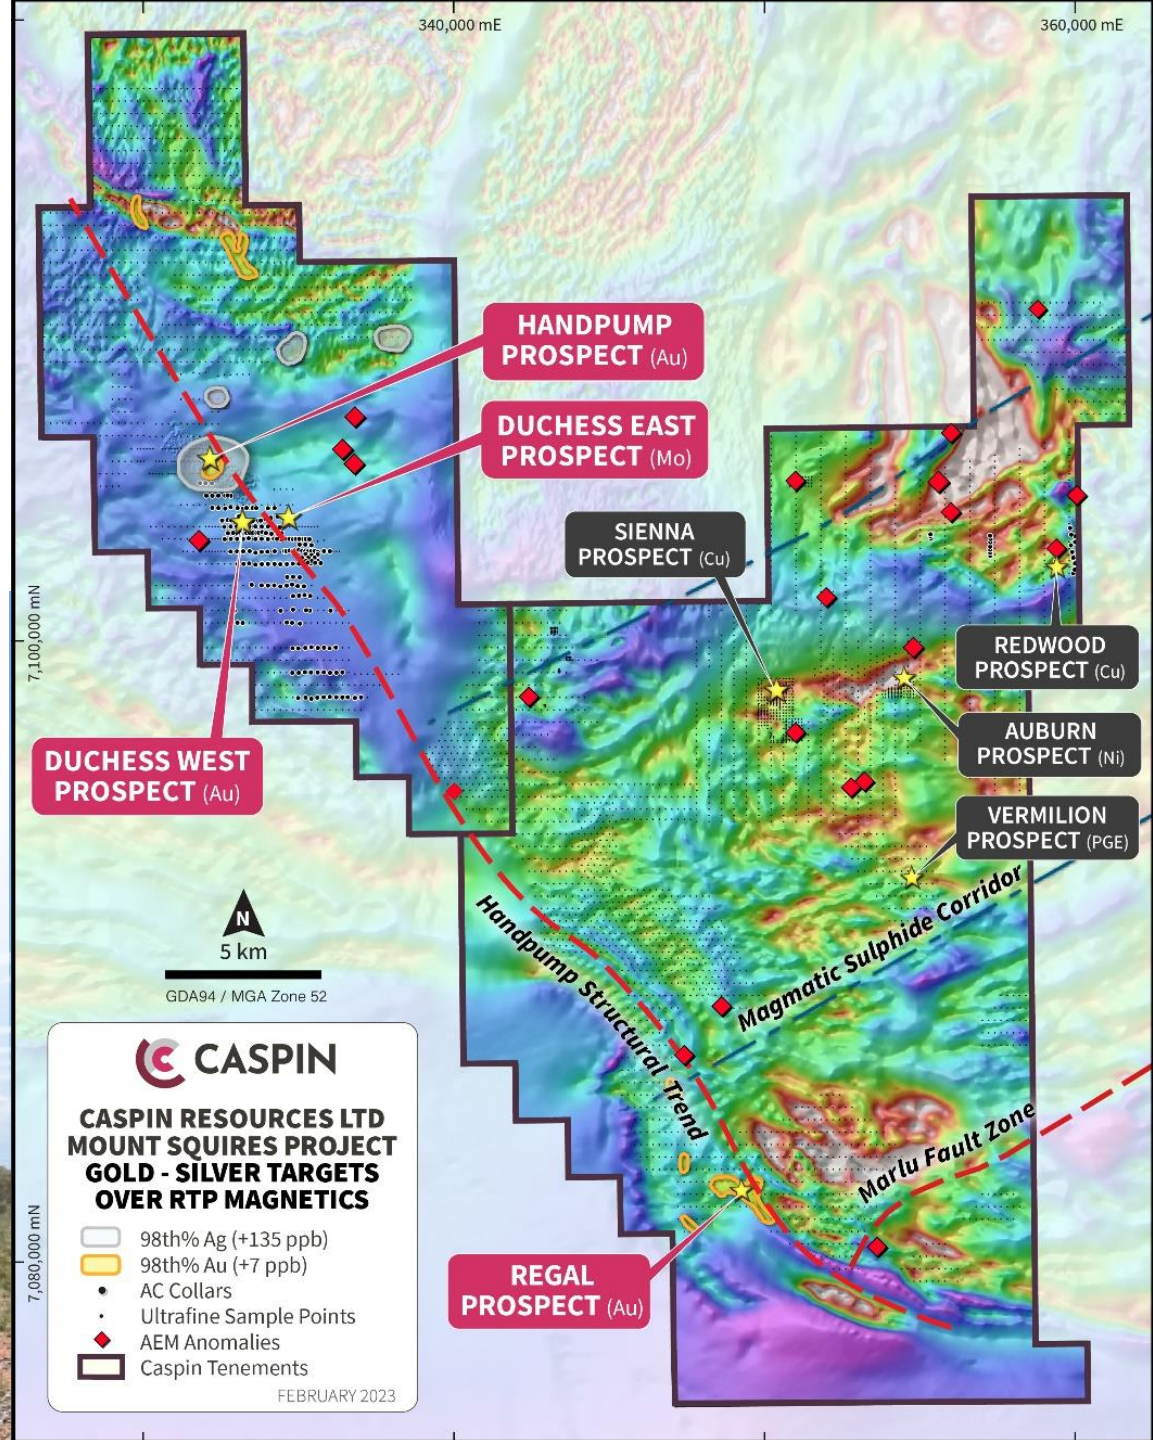 340,000 mE
360,000 mE
HANDPUMP
PROSPECT (Au)
DUCHESS EAST
PROSPECT (Mo)
SIENNA
PROSPECT (Cu)
7,100,000 mN
REDWOOD
PROSPECT (Cu)
AUBURN
PROSPECT (Ni)
DUCHESS WEST
PROSPECT (Au)
VERMILION
PROSPECT (PGE)
N
5 km
GDA94 / MGA Zone 52
Handpump Structural Trend
Magmatic Sulphide Corridor
Marlu Fault Zone
7,080,000 mN
REGAL
PROSPECT (Au)
CASPIN
CASPIN RESOURCES LTD
MOUNT SQUIRES PROJECT
GOLD - SILVER TARGETS
OVER RTP MAGNETICS
98th% Ag (+135 ppb)
98th% Au (+7 ppb)
AC Collars
Ultrafine Sample Points
AEM Anomalies
Caspin Tenements
FEBRUARY 2023